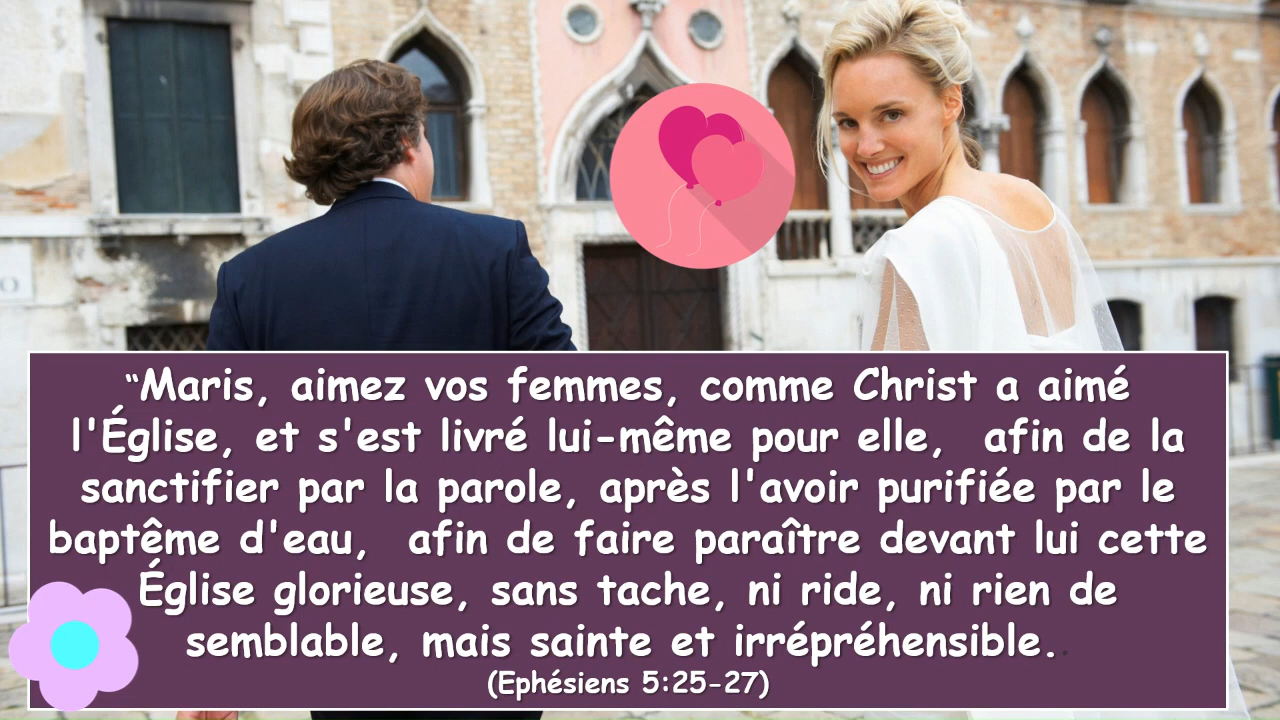 “Maris, aimez vos femmes, comme Christ a aimé
l'Église, et s'est livré lui-même pour elle,  afin de la
sanctifier par la parole, après l'avoir purifiée par le
baptême d'eau,  afin de faire paraître devant lui cette
Église glorieuse, sans tache, ni ride, ni rien de
semblable, mais sainte et irrépréhensible..
(Ephésiens 5:25-27)